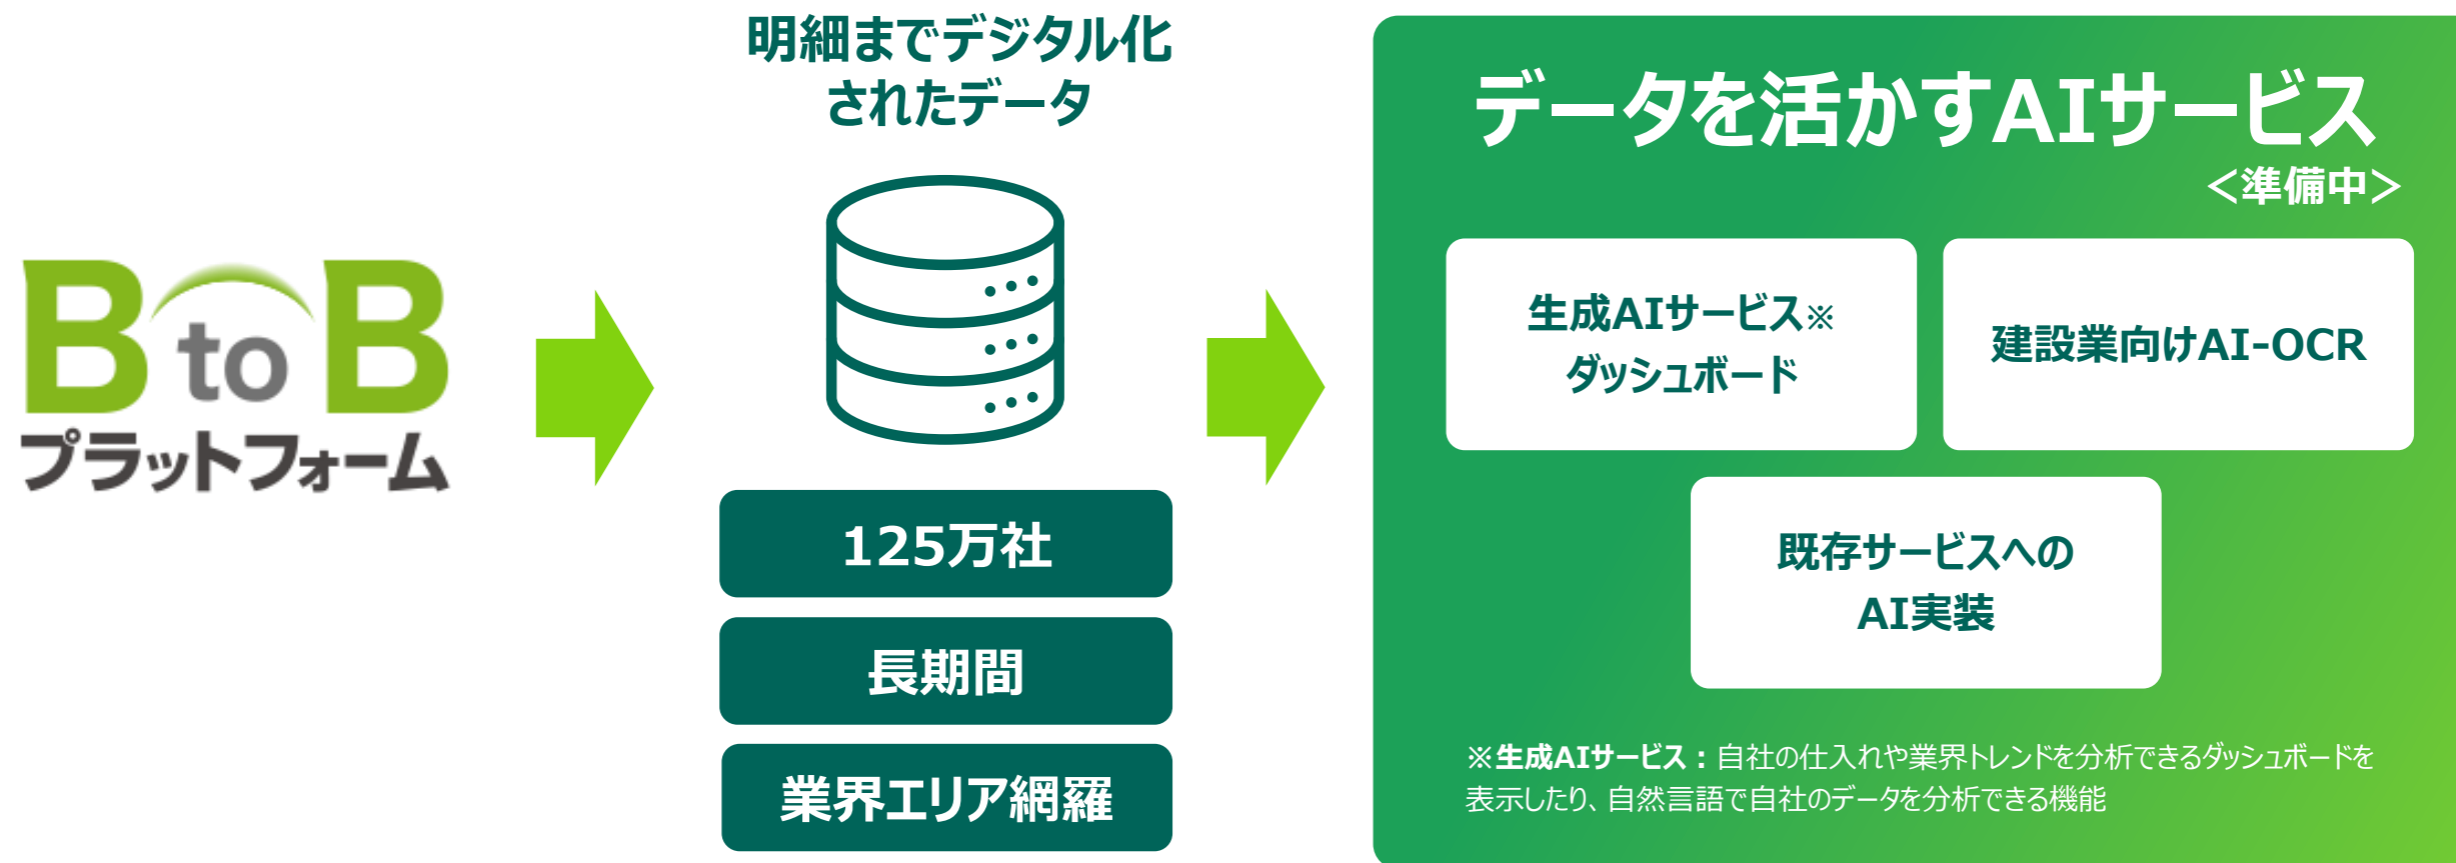 BtoB
プラットフォーム
明細までデジタル化
されたデータ
125万社
長期間
業界エリア網羅
データを活かすAIサービス
＜準備中＞
生成AIサービス※
ダッシュボード
建設業向けAI-OCR
既存サービスへの
AI実装
※生成AIサービス：自社の仕入れや業界トレンドを分析できるダッシュボードを
表示したり、自然言語で自社のデータを分析できる機能